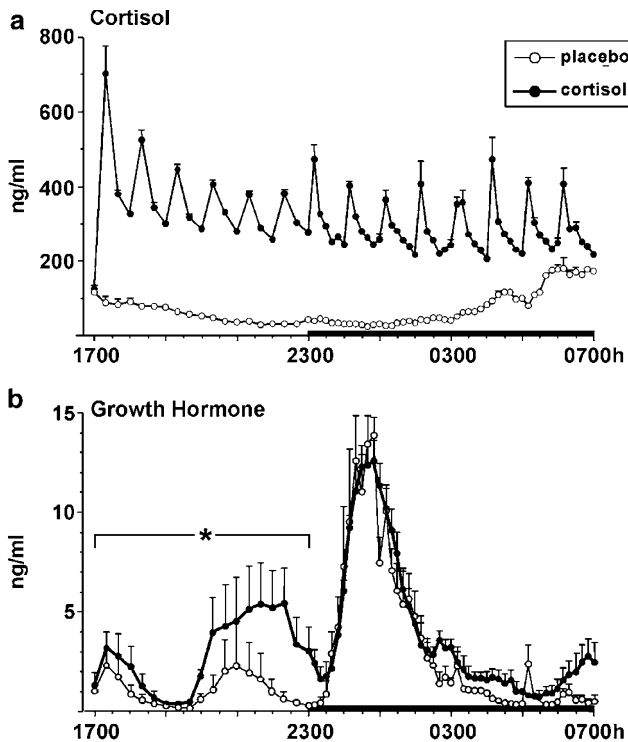 a Cortisol
800
placebo
cortisol
600
ng/ml
400
200
1700 2300 0300 0700h
b Growth Hormone
15
10
*
ng/ml
5
1700 2300 0300 0700h